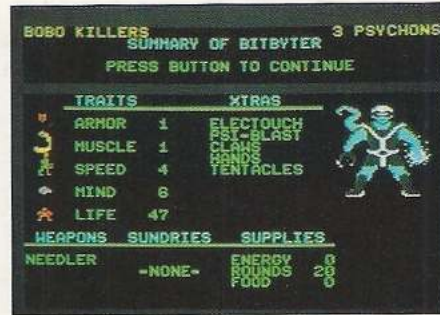 BOBO KILLERS 3 PSYCHONS
SUMMARY OF BITBYTER
PRESS BUTTON TO CONTINUE
TRAITS XTRAS
ARMOR 1 ELECTOUCH
PSI-BLAST
MUSCLE 1 CLAWS
HANDS
SPEED 4 TENTACLES
MIND 6
LIFE 47
WEAPONS SUNDRIES SUPPLIES
NEEDLER -NONE- ENERGY 0
ROUNDS 20
FOOD 0